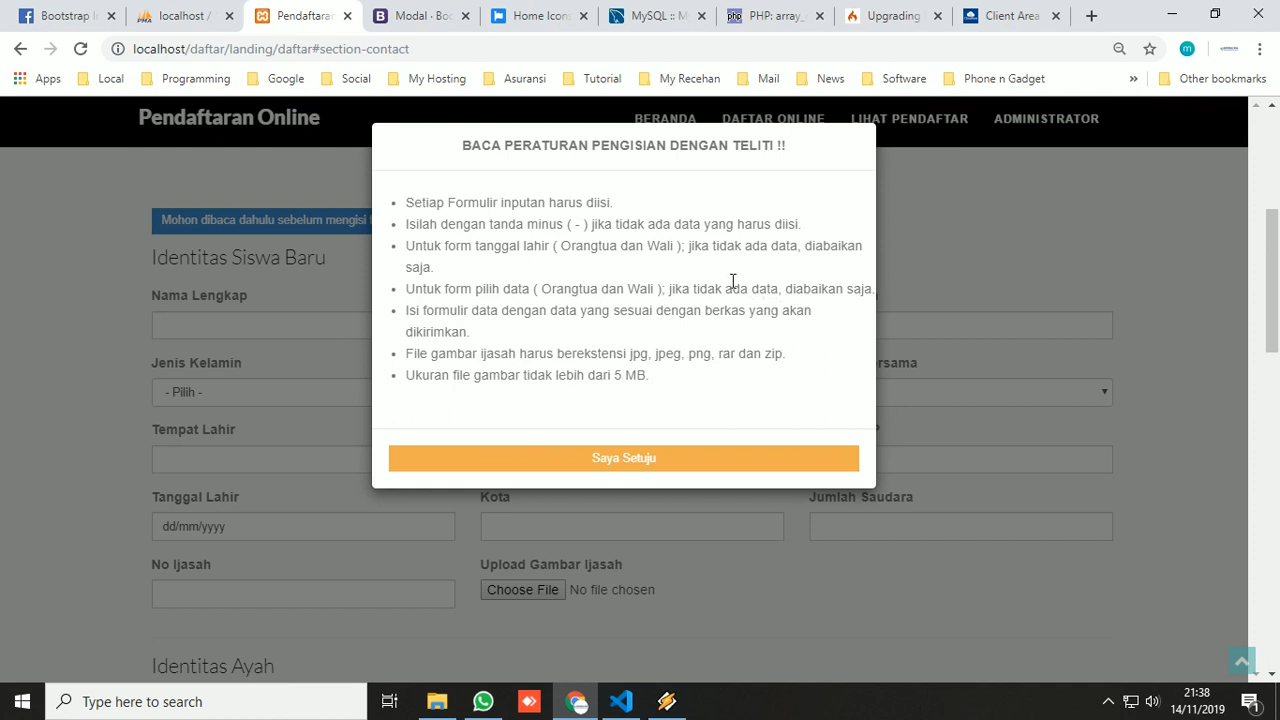 Bootstrap In
localhost /
Pendaftaran
Modal · Boo
Home Icons
MySQL :: M
PHP: array_
Upgrading
Client Area
localhost/daftar/landing/daftar#section-contact
Apps Local Programming Google Social My Hosting Asuransi Tutorial My Recehan Mail News Software Phone n Gadget » Other bookmarks
Pendaftaran Online BERANDA DAFTAR ONLINE LIHAT PENDAFTAR ADMINISTRATOR
BACA PERATURAN PENGISIAN DENGAN TELITI !!
Setiap Formulir inputan harus diisi.
Isilah dengan tanda minus ( - ) jika tidak ada data yang harus diisi.
Untuk form tanggal lahir ( Orangtua dan Wali ); jika tidak ada data, diabaikan
saja.
Untuk form pilih data ( Orangtua dan Wali ); jika tidak ada data, diabaikan saja.
Isi formulir data dengan data yang sesuai dengan berkas yang akan
dikirimkan.
File gambar ijasah harus berekstensi jpg, jpeg, png, rar dan zip.
Ukuran file gambar tidak lebih dari 5 MB.
Saya Setuju
Mohon dibaca dahulu sebelum mengisi
Identitas Siswa Baru
Nama Lengkap
Jenis Kelamin
- Pilih -
Tempat Lahir
Tanggal Lahir Kota Jumlah Saudara
dd/mm/yyyy
No Ijasah Upload Gambar Ijasah
Choose File No file chosen
Identitas Ayah
Type here to search
21:38
14/11/2019
1